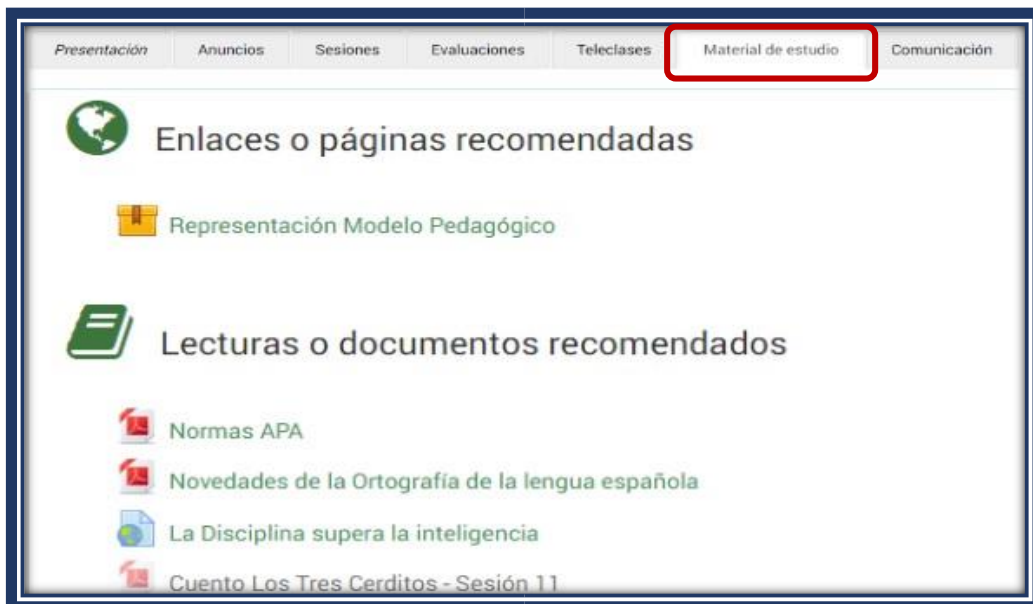 Presentación Anuncios Sesiones Evaluaciones Teleclases Material de estudio Comunicación
Enlaces o páginas recomendadas
Representación Modelo Pedagógico
Lecturas o documentos recomendados
Normas APA
Novedades de la Ortografía de la lengua española
La Disciplina supera la inteligencia
Cuento Los Tres Cerditos - Sesión 11